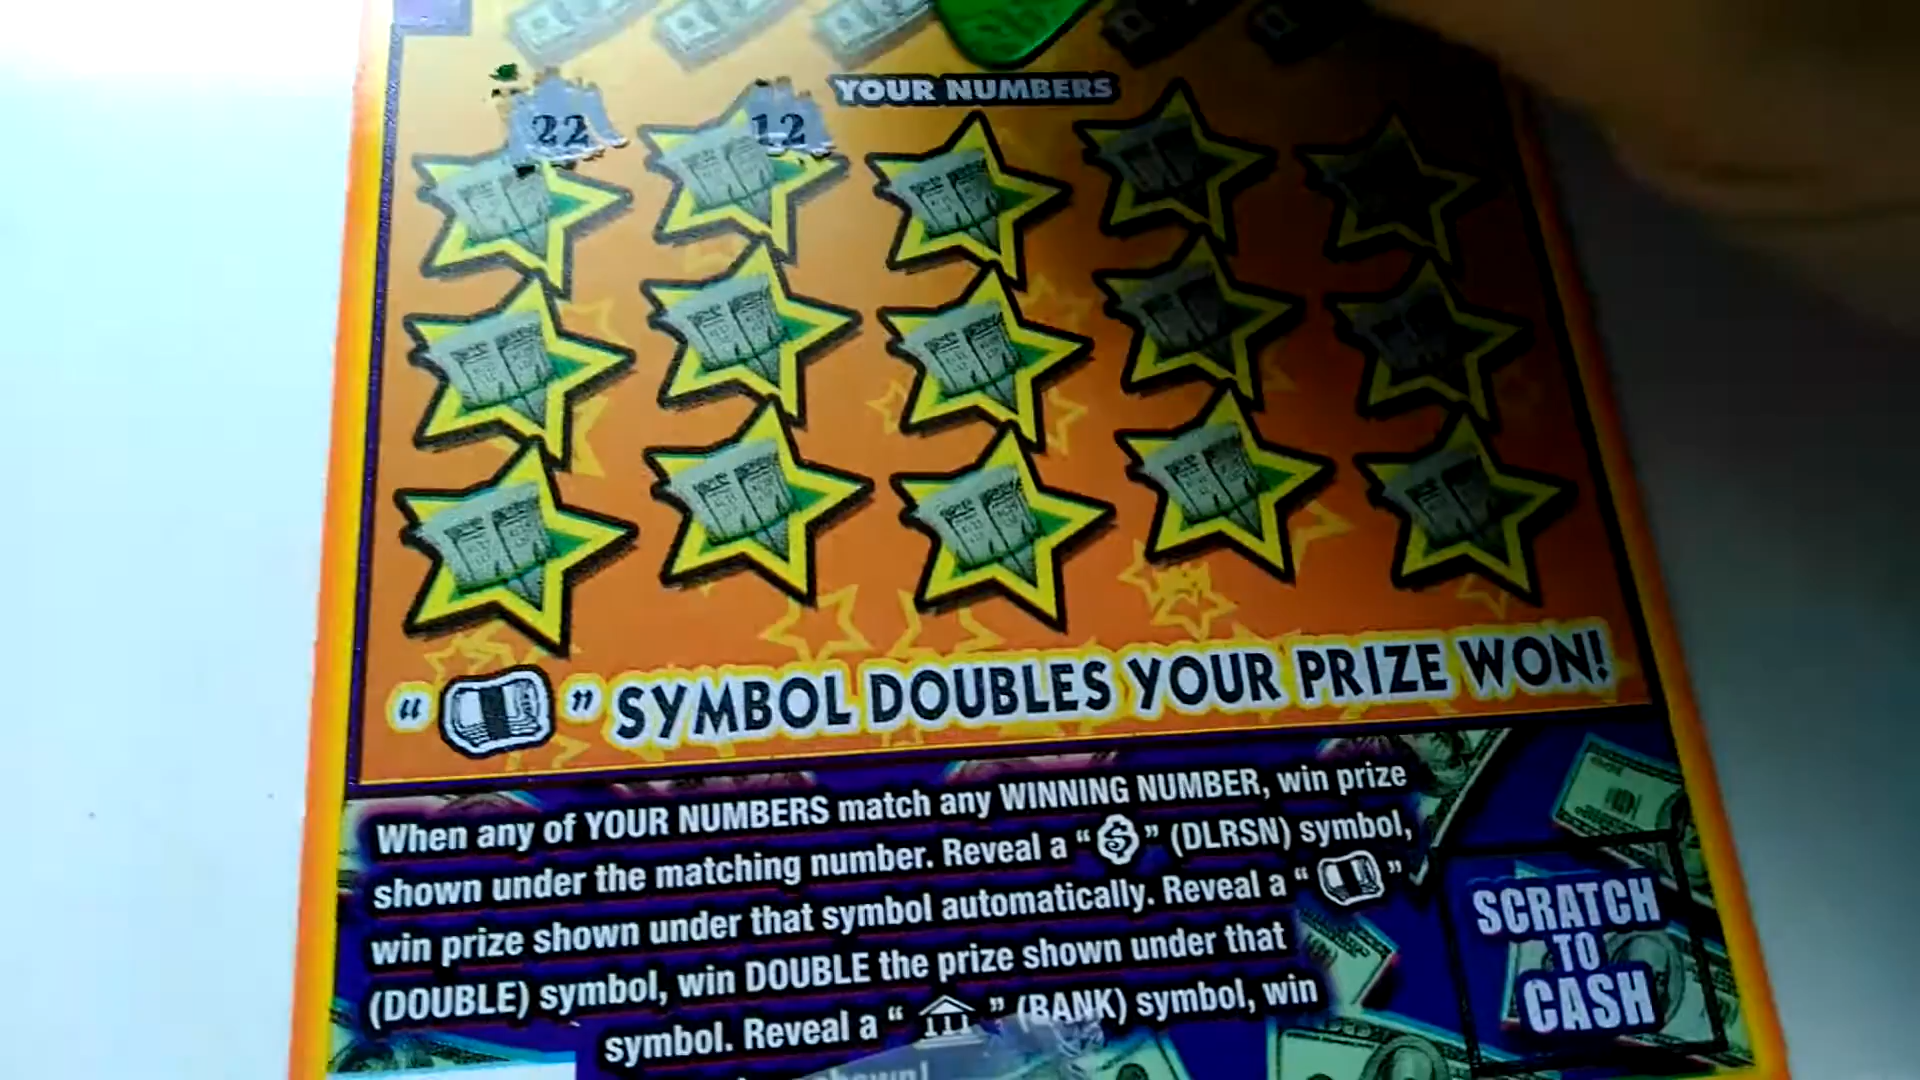 YOUR NUMBERS
22 12
“ ” SYMBOL DOUBLES YOUR PRIZE WON!
When any of YOUR NUMBERS match any WINNING NUMBER, win prize
shown under the matching number. Reveal a “ $ ” (DLRSN) symbol,
win prize shown under that symbol automatically. Reveal a “ ”
(DOUBLE) symbol, win DOUBLE the prize shown under that
symbol. Reveal a “ ” (BANK) symbol, win
shown!
SCRATCH
TO
CASH